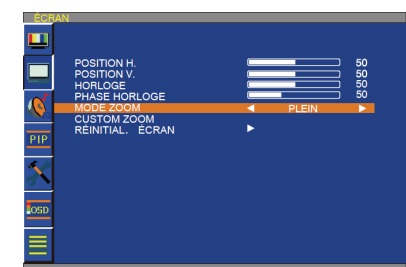 ÉCRAN
POSITION H. 50
POSITION V. 50
HORLOGE 50
PHASE HORLOGE 50
MODE ZOOM PLEIN
CUSTOM ZOOM
RÉINITIAL. ÉCRAN
PIP
OSD